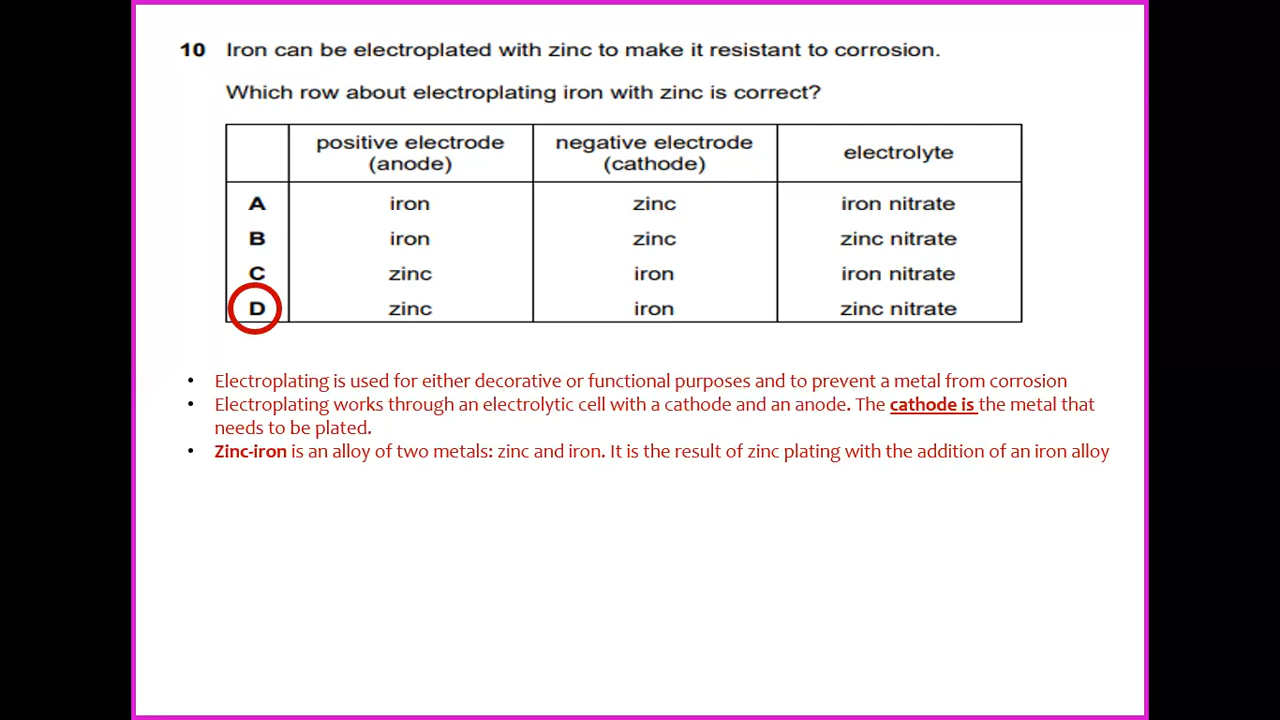 10 Iron can be electroplated with zinc to make it resistant to corrosion.
Which row about electroplating iron with zinc is correct?
positive electrode (anode) negative electrode (cathode) electrolyte
A iron zinc iron nitrate
B iron zinc zinc nitrate
C zinc iron iron nitrate
D zinc iron zinc nitrate
• Electroplating is used for either decorative or functional purposes and to prevent a metal from corrosion
• Electroplating works through an electrolytic cell with a cathode and an anode. The cathode is the metal that
needs to be plated.
• Zinc-iron is an alloy of two metals: zinc and iron. It is the result of zinc plating with the addition of an iron alloy